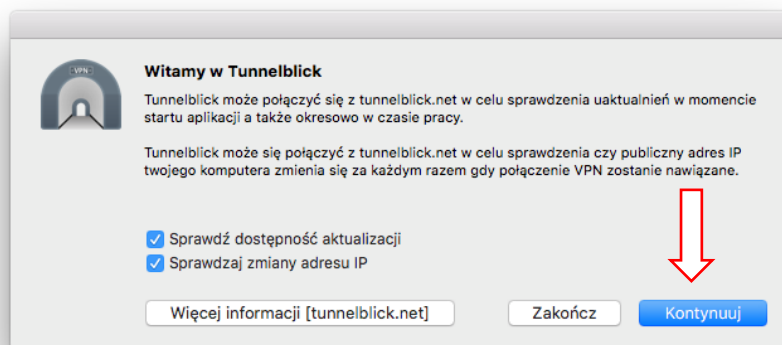 VPN
Witamy w Tunnelblick
Tunnelblick może połączyć się z tunnelblick.net w celu sprawdzenia uaktualnień w momencie
startu aplikacji a także okresowo w czasie pracy.
Tunnelblick może się połączyć z tunnelblick.net w celu sprawdzenia czy publiczny adres IP
twojego komputera zmienia się za każdym razem gdy połączenie VPN zostanie nawiązane.
Sprawdź dostępność aktualizacji
Sprawdzaj zmiany adresu IP
Więcej informacji [tunnelblick.net] Zakończ Kontynuuj